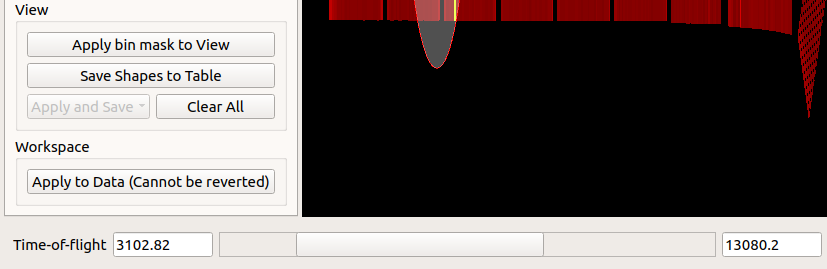 View
Apply bin mask to View
Save Shapes to Table
Apply and Save
Clear All
Workspace
Apply to Data (Cannot be reverted)
Time-of-flight 3102.82 13080.2